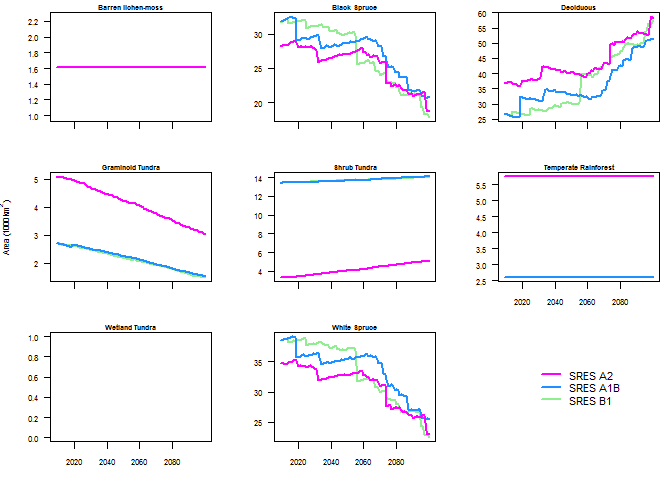 Barren lichen-moss
Black Spruce
Deciduous
2.2
2.0
1.8
1.6
1.4
1.2
1.0
30
25
20
60
55
50
45
40
35
30
25
Graminoid Tundra
Shrub Tundra
Temperate Rainforest
Area (1000km²)
5
4
3
2
14
12
10
8
6
4
5.5
5.0
4.5
4.0
3.5
3.0
2.5
2020 2040 2060 2080
Wetland Tundra
White Spruce
1.0
0.8
0.6
0.4
0.2
0.0
35
30
25
2020 2040 2060 2080
2020 2040 2060 2080
SRES A2
SRES A1B
SRES B1